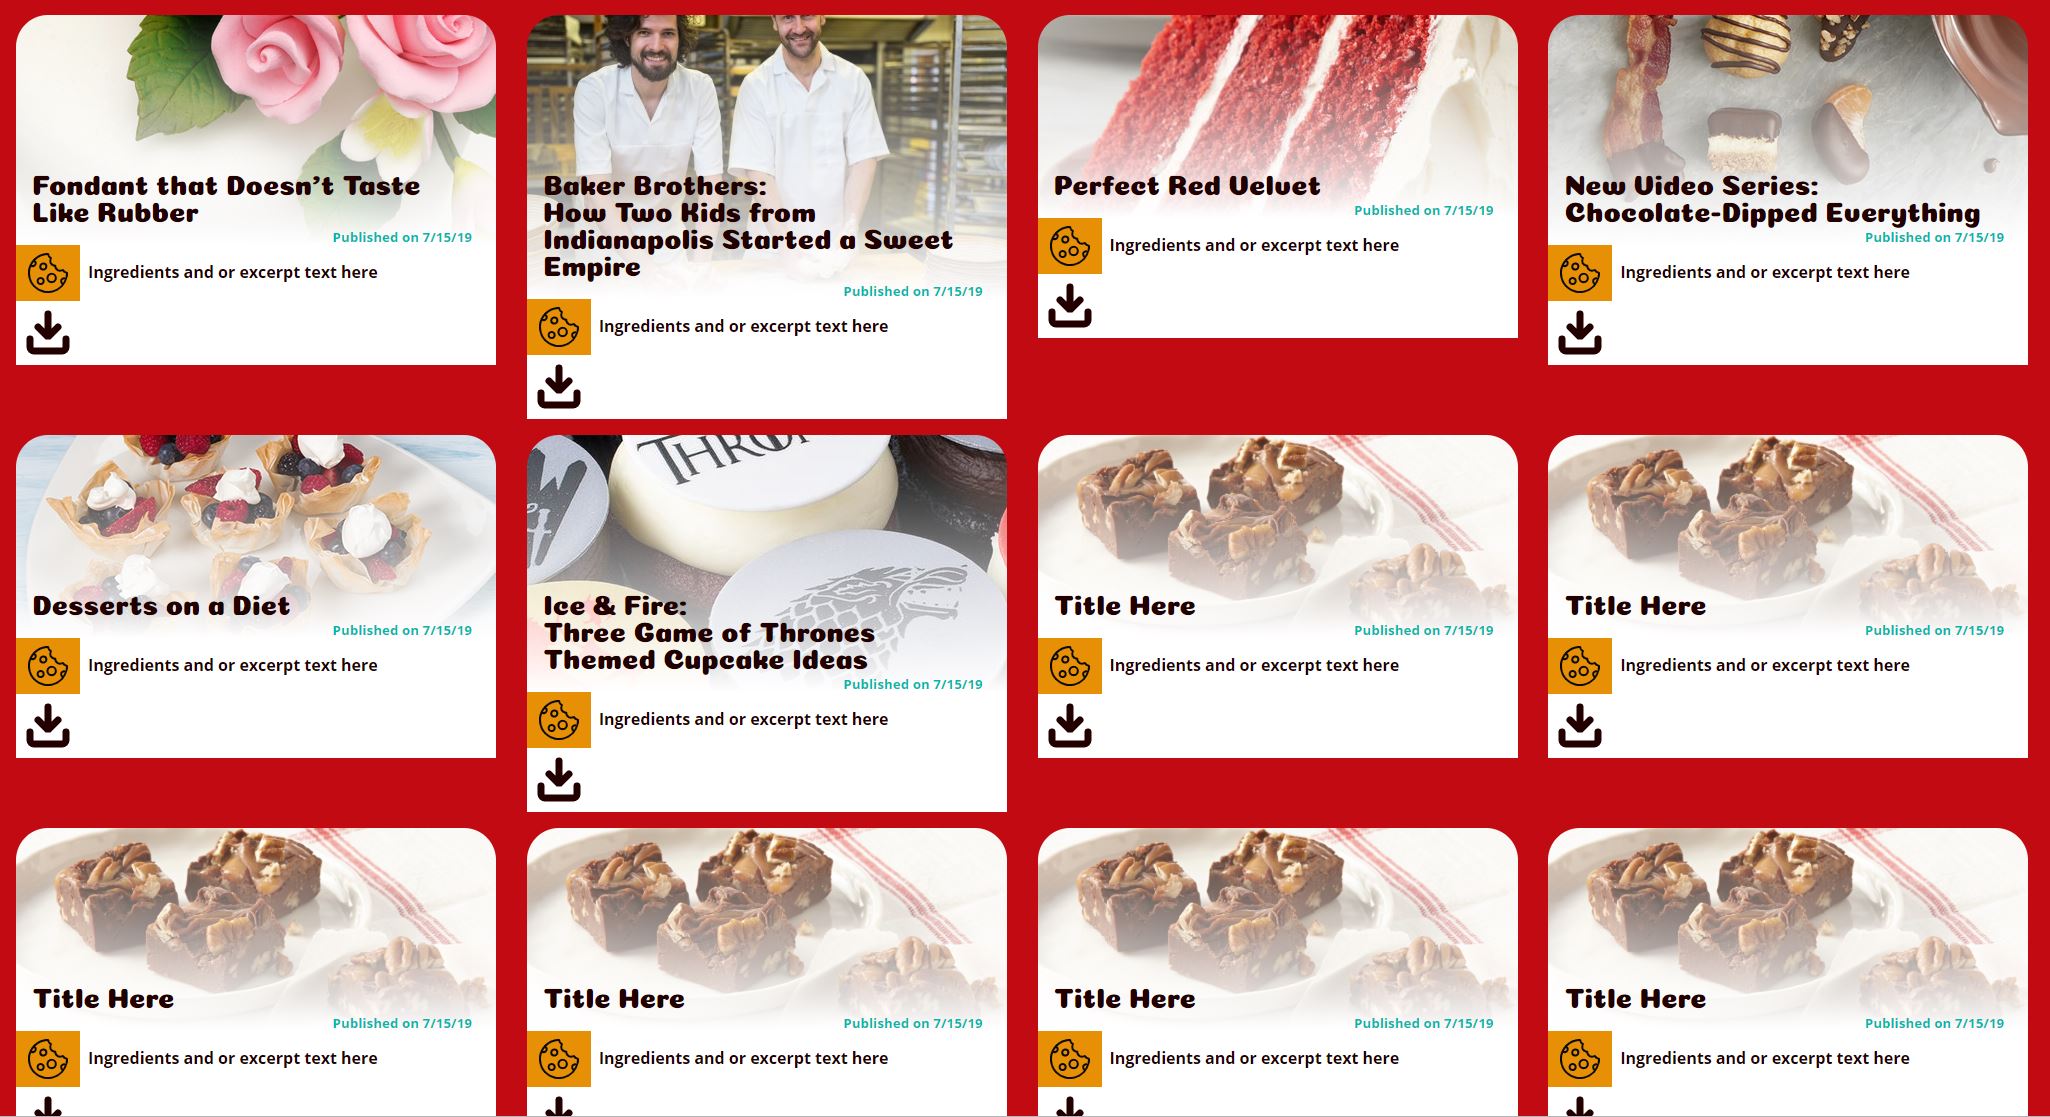 Fondant that Doesn't Taste
Like Rubber
Published on 7/15/19
Ingredients and or excerpt text here
Baker Brothers:
How Two Kids from
Indianapolis Started a Sweet
Empire
Published on 7/15/19
Ingredients and or excerpt text here
Perfect Red Velvet
Published on 7/15/19
Ingredients and or excerpt text here
New Video Series:
Chocolate-Dipped Everything
Published on 7/15/19
Ingredients and or excerpt text here
Desserts on a Diet
Published on 7/15/19
Ingredients and or excerpt text here
Ice & Fire:
Three Game of Thrones
Themed Cupcake Ideas
Published on 7/15/19
Ingredients and or excerpt text here
Title Here
Published on 7/15/19
Ingredients and or excerpt text here
Title Here
Published on 7/15/19
Ingredients and or excerpt text here
Title Here
Published on 7/15/19
Ingredients and or excerpt text here
Title Here
Published on 7/15/19
Ingredients and or excerpt text here
Title Here
Published on 7/15/19
Ingredients and or excerpt text here
Title Here
Published on 7/15/19
Ingredients and or excerpt text here